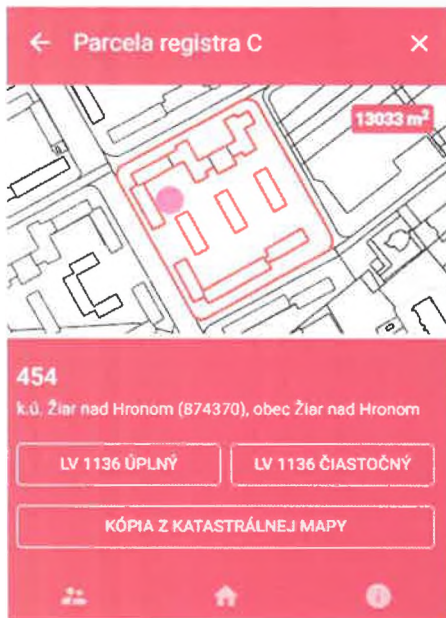 Parcela registra C
13033 m²
454
k.ú. Žiar nad Hronom (874370), obec Žiar nad Hronom
LV 1136 ÚPLNÝ
LV 1136 ČIASTOČNÝ
KÓPIA Z KATASTRÁLNEJ MAPY